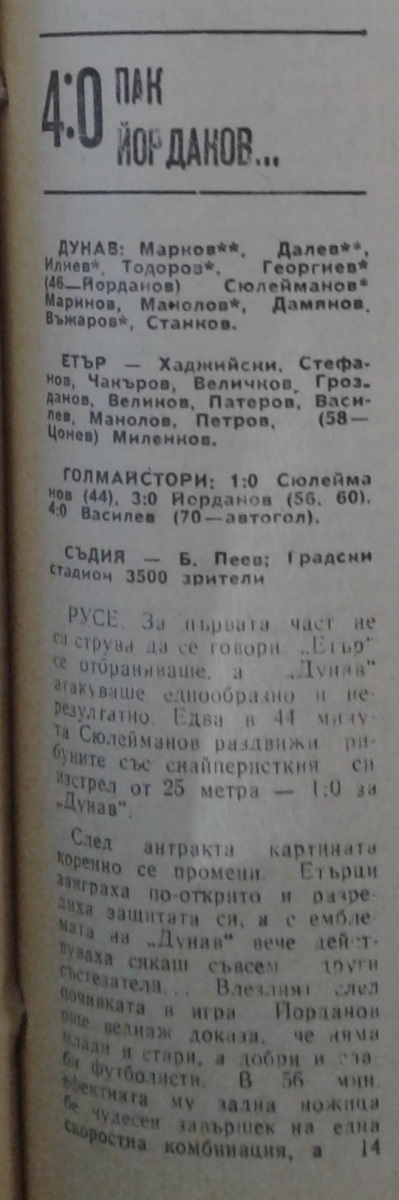 4:0 ПАК
ЙОРДАНОВ...
ДУНАВ: Марков**, Далев**,
Илиев*, Тодоров*, Георгиев*
(46—Йорданов) Сюлейманов*
Маринов, Манолов*, Дамянов,
Въжаров*, Станков.
ЕТЪР — Хаджийски, Стефа-
нов, Чакъров, Величков, Гроз-
данов, Великов, Патеров, Васи-
лев, Манолов, Петров, (58—
Цонев) Миленков.
ГОЛМАЙСТОРИ: 1:0 Сюлейма
нов (44), 3:0 Йорданов (56, 60),
4:0 Василев (70—автогол).
СЪДИЯ — Б. Пеев; Градски
стадион 3500 зрители
РУСЕ. За първата част не
си струва да се говори „Етър"
се отбраняваше, а „Дунав"
атакуваше еднообразно и не-
резултатно. Едва в 44 мину-
та Сюлейманов раздвижи три-
буните със снайперисткия си
изстрел от 25 метра — 1:0 за
„Дунав".
След антракта картината
коренно се промени. Етърци
заиграха по-открито и разре-
диха защитата си, а сембле-
мата на „Дунав" вече дейст-
вуваха сякаш съвсем други
състезатели... Влезлият след
почивката в игра Йорданов
още веднаж доказа, че няма
млади и стари, а добри и сла-
би футболисти. В 56 мин.
ефектната му задна ножица
бе чудесен завършек на една
скоростна комбинация, а 14